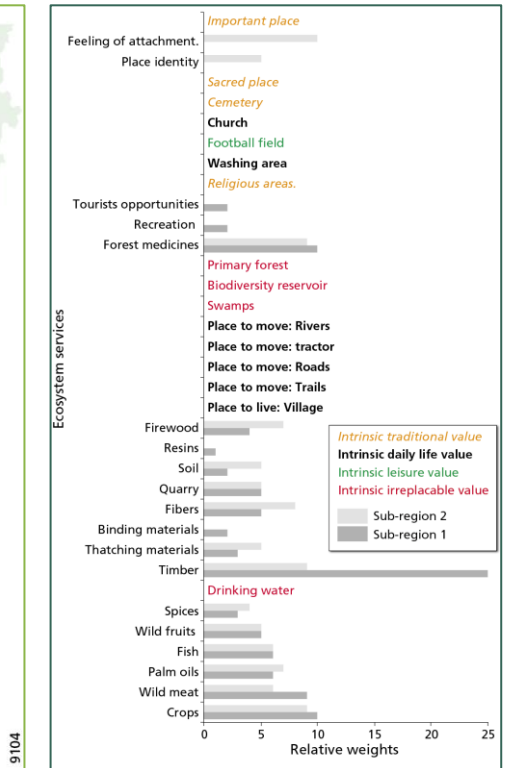 Important place
Feeling of attachment.
Place identity
Sacred place
Cemetery
Church
Football field
Washing area
Religious areas.
Tourists opportunities
Recreation
Forest medicines
Primary forest
Biodiversity reservoir
Swamps
Place to move: Rivers
Place to move: tractor
Place to move: Roads
Place to move: Trails
Place to live: Village
Ecosystem services
Firewood
Resins
Soil
Quarry
Fibers
Binding materials
Thatching materials
Timber
Drinking water
Spices
Wild fruits
Fish
Palm oils
Wild meat
Crops
Intrinsic traditional value
Intrinsic daily life value
Intrinsic leisure value
Intrinsic irreplacable value
Sub-region 2
Sub-region 1
0 5 10 15 20 25
Relative weights
9104